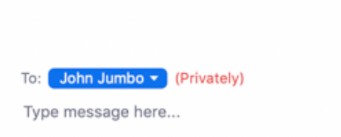 To: John Jumbo (Privately)
Type message here...